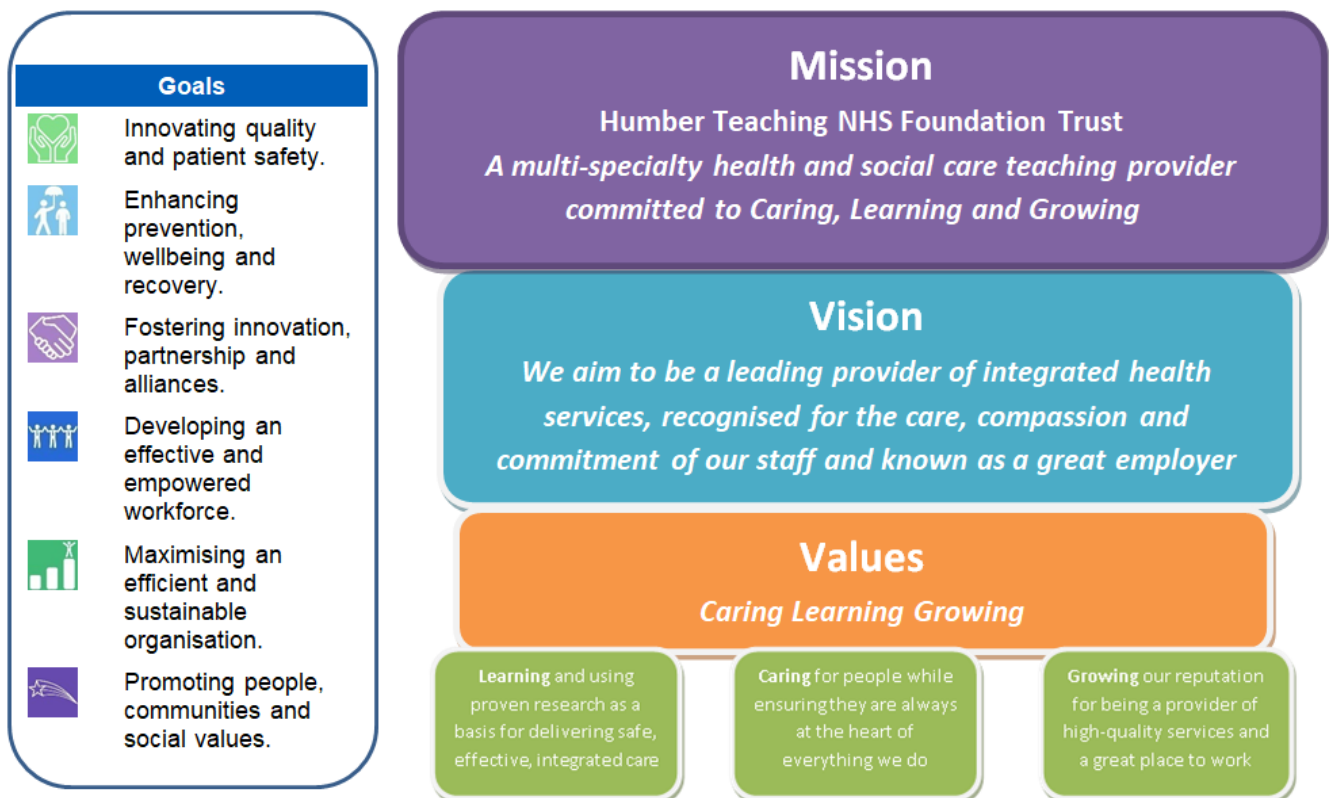 Goals
Innovating quality
and patient safety.
Enhancing
prevention,
wellbeing and
recovery.
Fostering innovation,
partnership and
alliances.
Developing an
effective and
empowered
workforce.
Maximising an
efficient and
sustainable
organisation.
Promoting people,
communities and
social values.
Mission
Humber Teaching NHS Foundation Trust
A multi-specialty health and social care teaching provider
committed to Caring, Learning and Growing
Vision
We aim to be a leading provider of integrated health
services, recognised for the care, compassion and
commitment of our staff and known as a great employer
Values
Caring Learning Growing
Learning and using
proven research as a
basis for delivering safe,
effective, integrated care
Caring for people while
ensuring they are always
at the heart of
everything we do
Growing our reputation
for being a provider of
high-quality services and
a great place to work